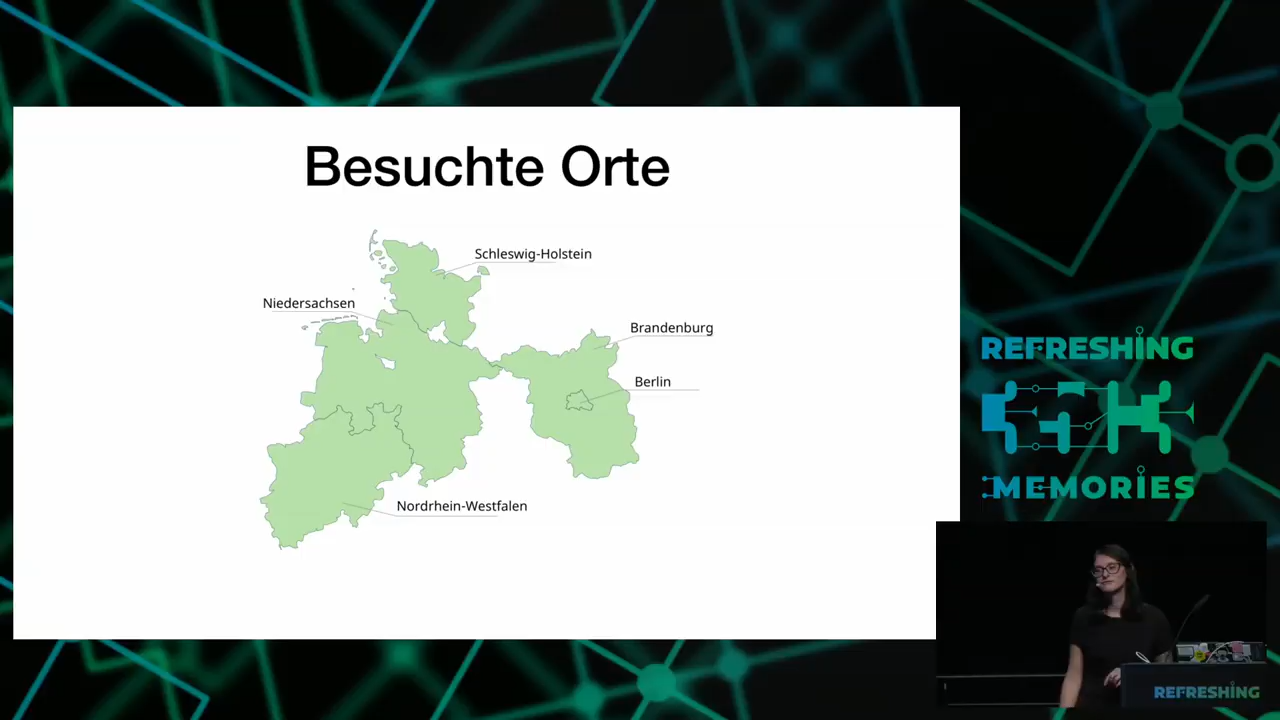 Besuchte Orte
Schleswig-Holstein
Niedersachsen
Brandenburg
Berlin
Nordrhein-Westfalen
REFRESHING
MEMORIES
REFRESHING